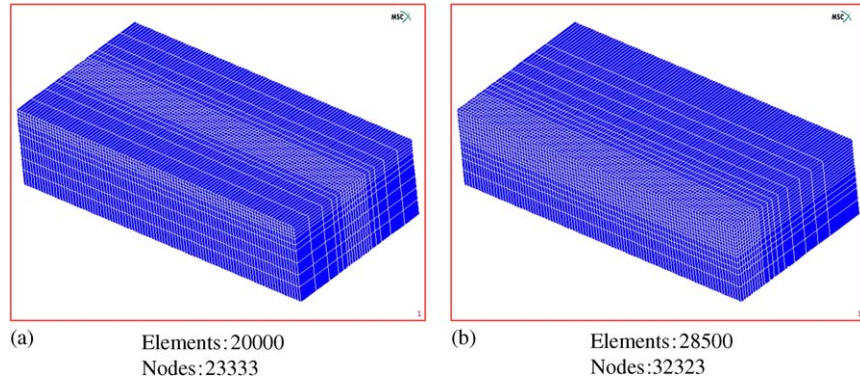 MSC
MSC
1
1
(a)
Elements:20000
Nodes:23333
(b)
Elements:28500
Nodes:32323